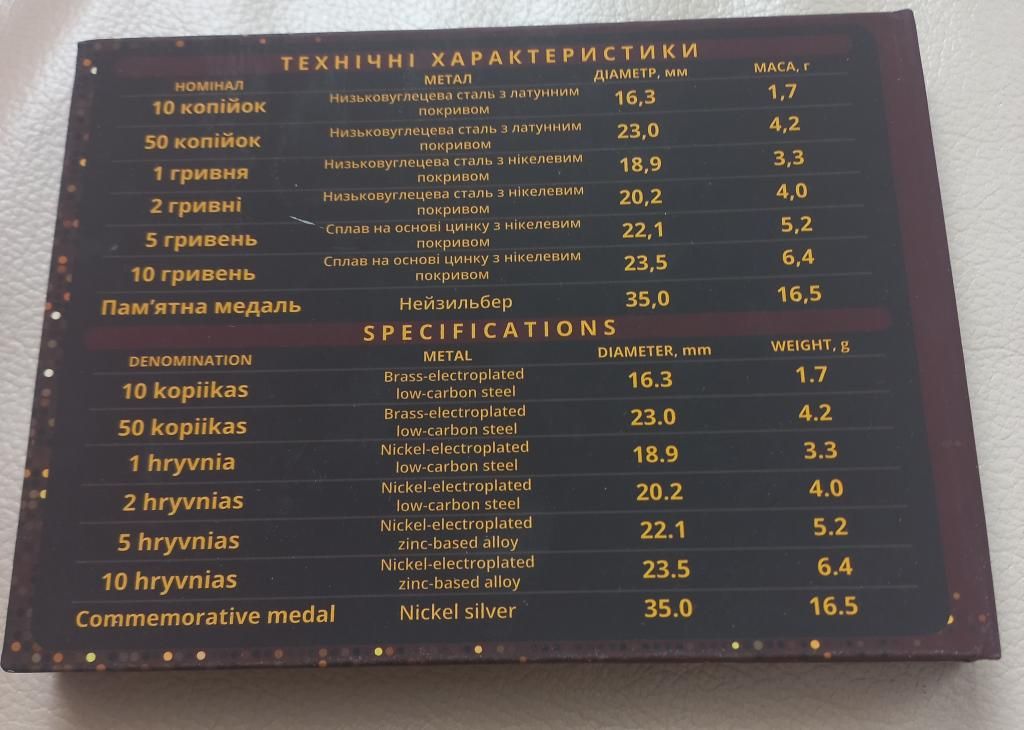 ТЕХНІЧНІ ХАРАКТЕРИСТИКИ
НОМІНАЛ МЕТАЛ ДІАМЕТР, мм МАСА, г
10 копійок Низьковуглецева сталь з латунним покривом 16,3 1,7
50 копійок Низьковуглецева сталь з латунним покривом 23,0 4,2
1 гривня Низьковуглецева сталь з нікелевим покривом 18,9 3,3
2 гривні Низьковуглецева сталь з нікелевим покривом 20,2 4,0
5 гривень Сплав на основі цинку з нікелевим покривом 22,1 5,2
10 гривень Сплав на основі цинку з нікелевим покривом 23,5 6,4
Пам’ятна медаль Нейзильбер 35,0 16,5
SPECIFICATIONS
DENOMINATION METAL DIAMETER, mm WEIGHT, g
10 kopiikas Brass-electroplated low-carbon steel 16.3 1.7
50 kopiikas Brass-electroplated low-carbon steel 23.0 4.2
1 hryvnia Nickel-electroplated low-carbon steel 18.9 3.3
2 hryvnias Nickel-electroplated low-carbon steel 20.2 4.0
5 hryvnias Nickel-electroplated zinc-based alloy 22.1 5.2
10 hryvnias Nickel-electroplated zinc-based alloy 23.5 6.4
Commemorative medal Nickel silver 35.0 16.5